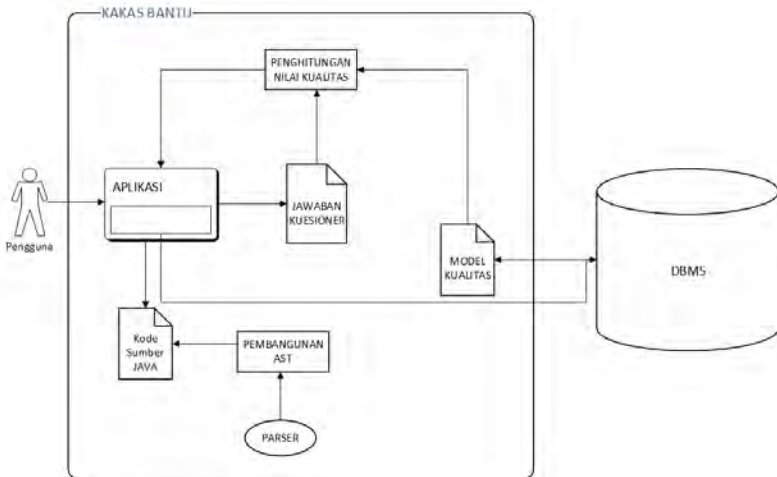 KAKAS BANTU
PENGHITUNGAN
NILAI KUALITAS
APLIKASI
JAWABAN
KUESIONER
Pengguna
MODEL
KUALITAS
DBMS
Kode
Sumber
JAVA
PEMBANGUNAN
AST
PARSER